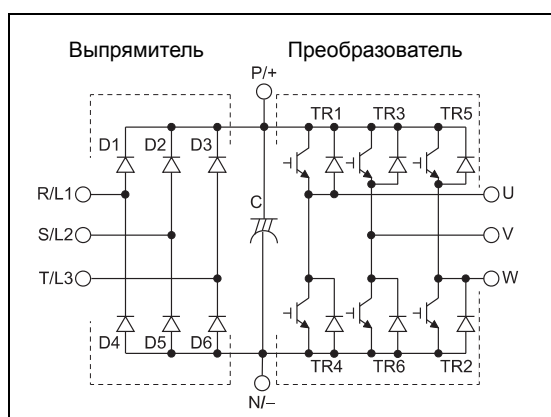 Выпрямитель Преобразователь
P/+
D1 D2 D3 TR1 TR3 TR5
R/L1 C U
S/L2 V
T/L3 W
D4 D5 D6 TR4 TR6 TR2
N/−